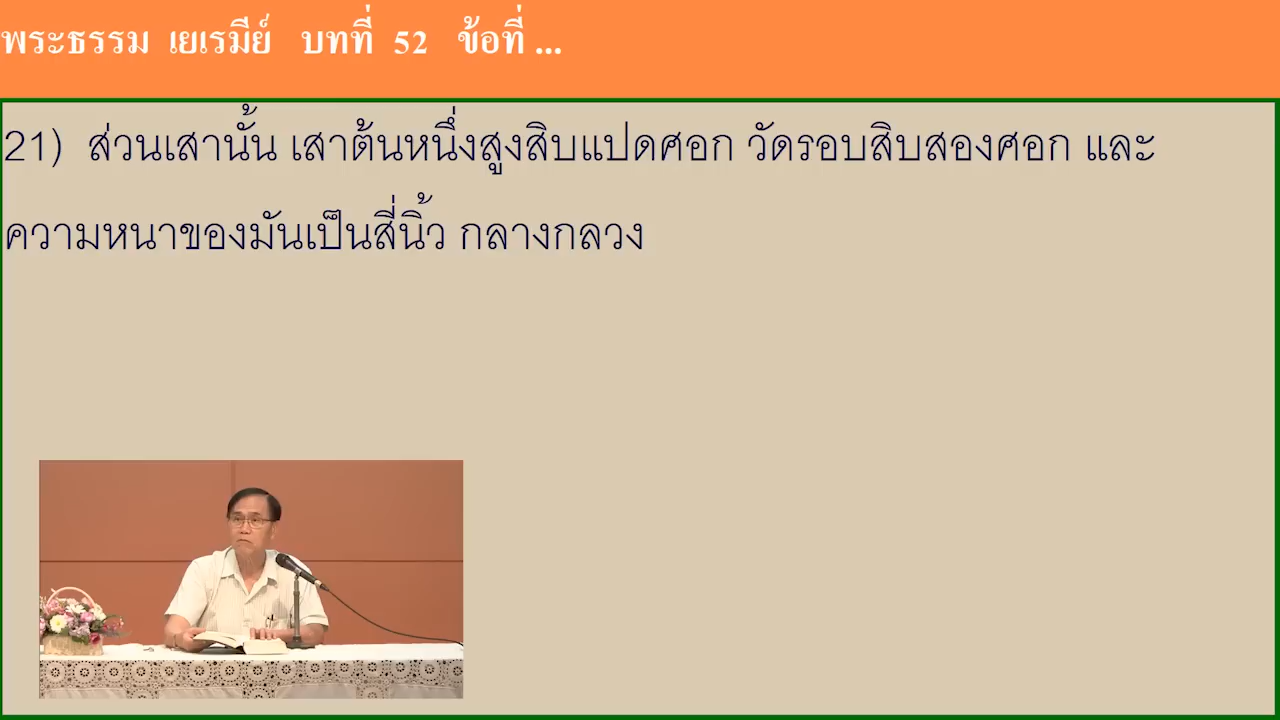 พระธรรม เยเรมีย์ บทที่ 52 ข้อที่ ...
21) ส่วนเสานั้น เสาต้นหนึ่งสูงสิบแปดศอก วัดรอบสิบสองศอก และ
ความหนาของมันเป็นสี่นิ้ว กลางกลวง